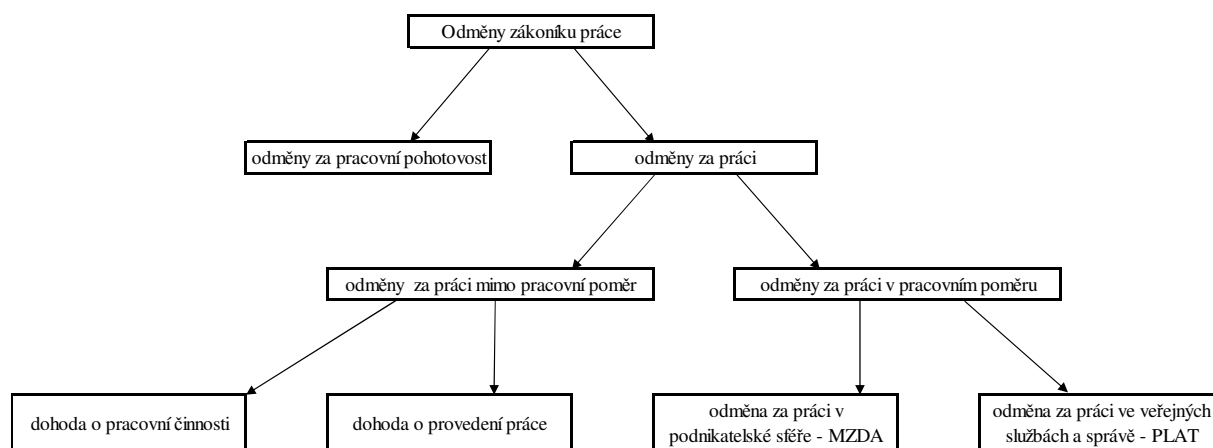 Odměny zákoníku práce
odměny za pracovní pohotovost
odměny za práci
odměny za práci mimo pracovní poměr
odměny za práci v pracovním poměru
dohoda o pracovní činnosti
dohoda o provedení práce
odměna za práci v
podnikatelské sféře - MZDA
odměna za práci ve veřejných
službách a správě - PLAT